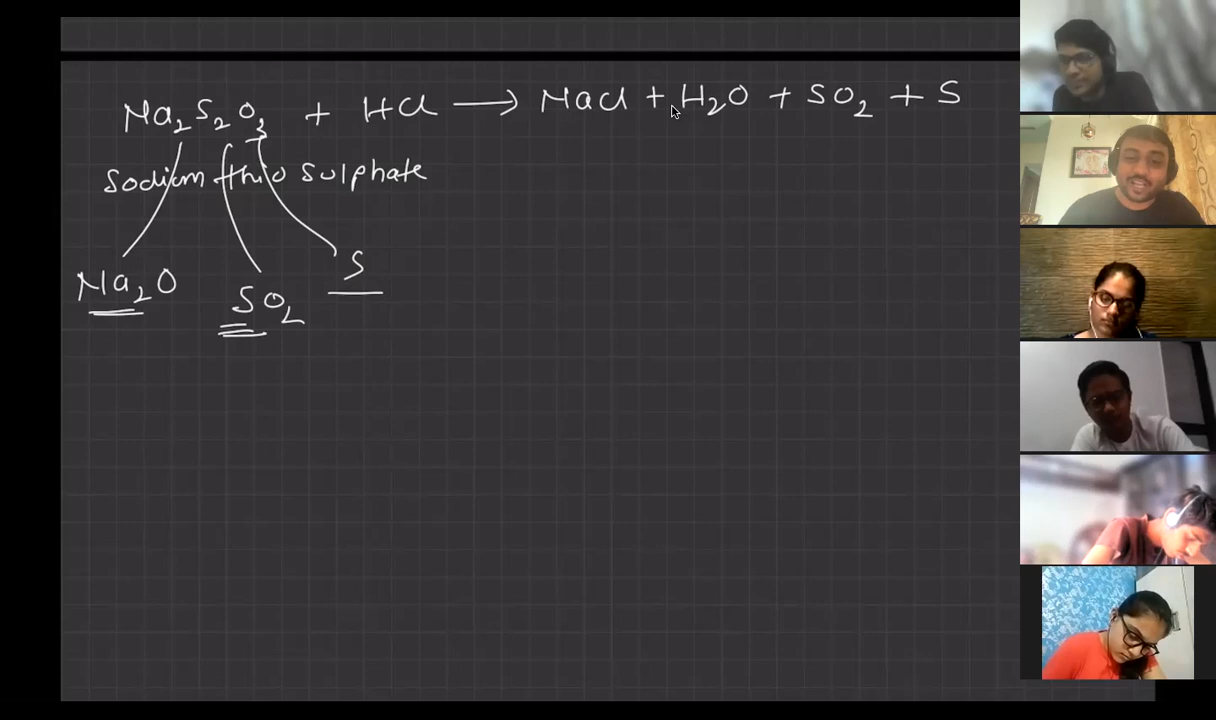 Na₂S₂O₃ + HCl ⟶ NaCl + H₂O + SO₂ + S
Sodium thio sulphate
Na₂O SO₂ S